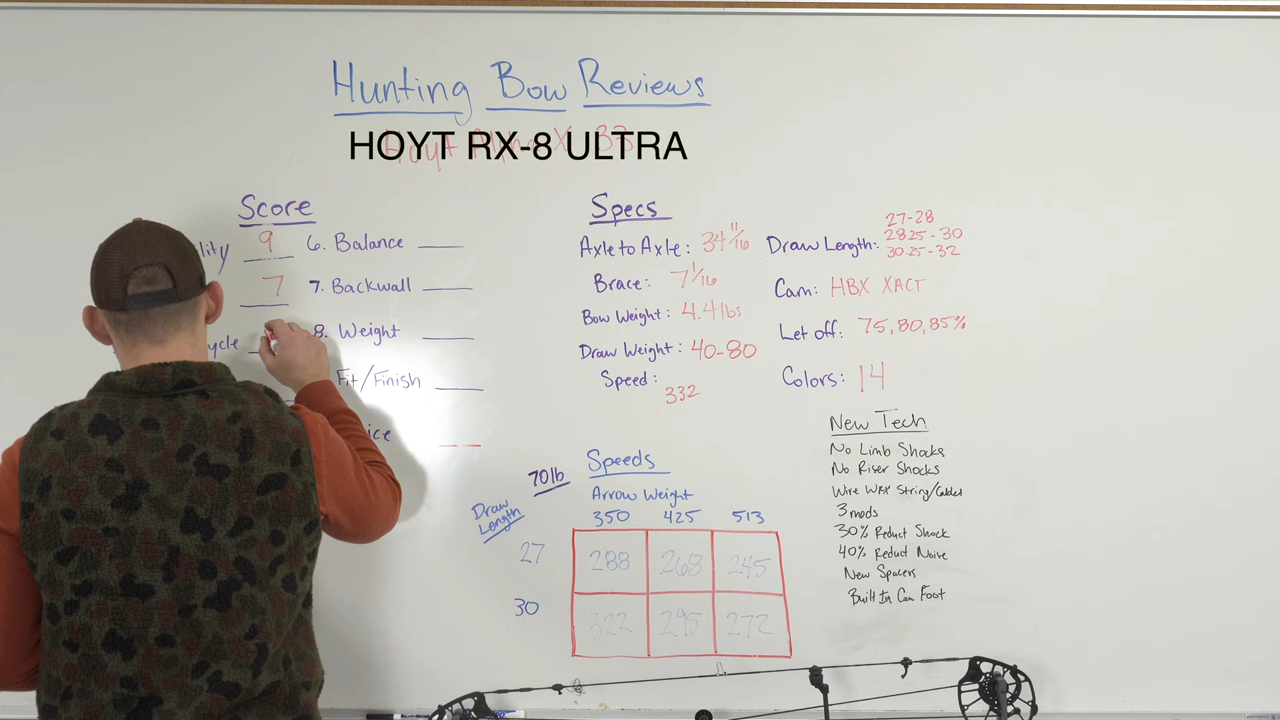 Hunting Bow Reviews
HOYT RX-8 ULTRA
Score
lity 9
7
ycle
6. Balance
7. Backwall
8. Weight
Fit/Finish
ice
Specs
Axle to Axle: 34 11/16
Brace: 7 1/16
Bow Weight: 4.4 lbs
Draw Weight: 40-80
Speed: 332
Draw Length: 27-28
28.25-30
30.25-32
Cam: HBX XACT
Let off: 75, 80, 85%
Colors: 14
New Tech
No Limb Shocks
No Riser Shocks
Wire WRX String/Cables
3 mods
30% Reduct Shock
40% Reduct Noise
New Spacers
Built In Cam Foot
70lb Speeds
Draw Length
Arrow Weight
350 425 513
27 288 268 245
30 322 295 272